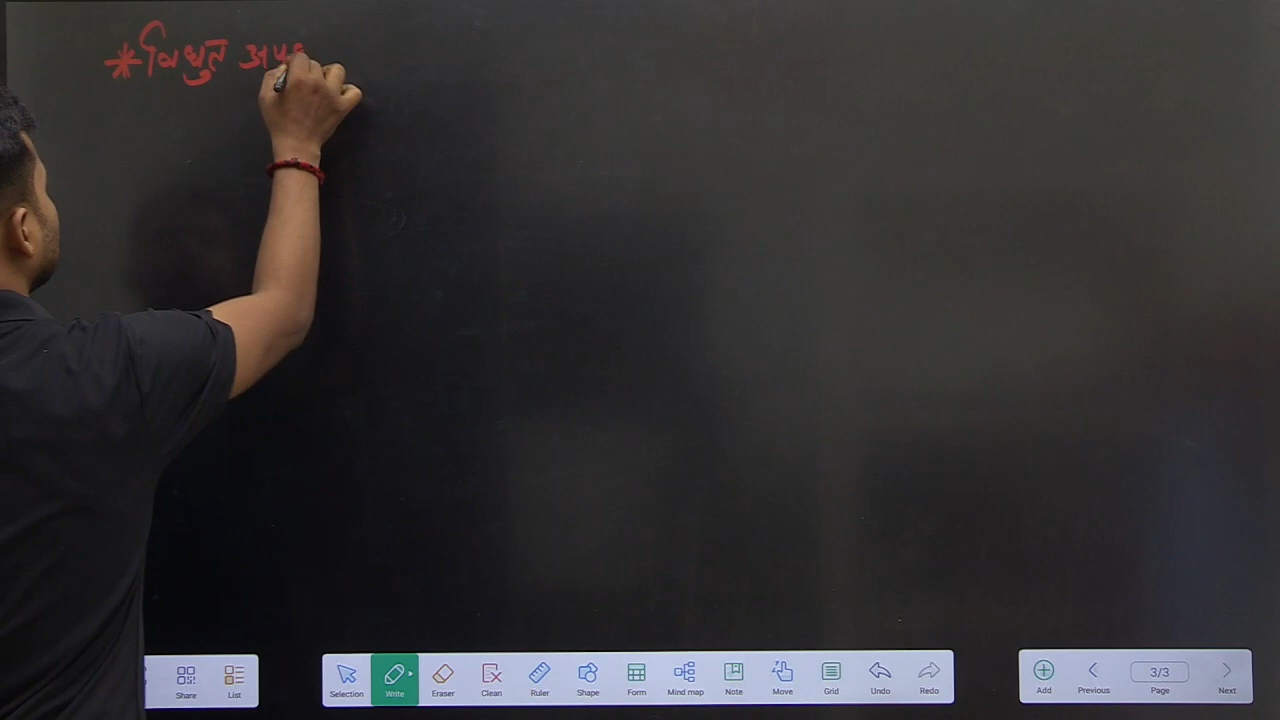 * विधुत अप
Share
List
Selection
Write
Eraser
Clean
Ruler
Shape
Form
Mind map
Note
Move
Grid
Undo
Redo
Add
Previous
3/3
Page
Next